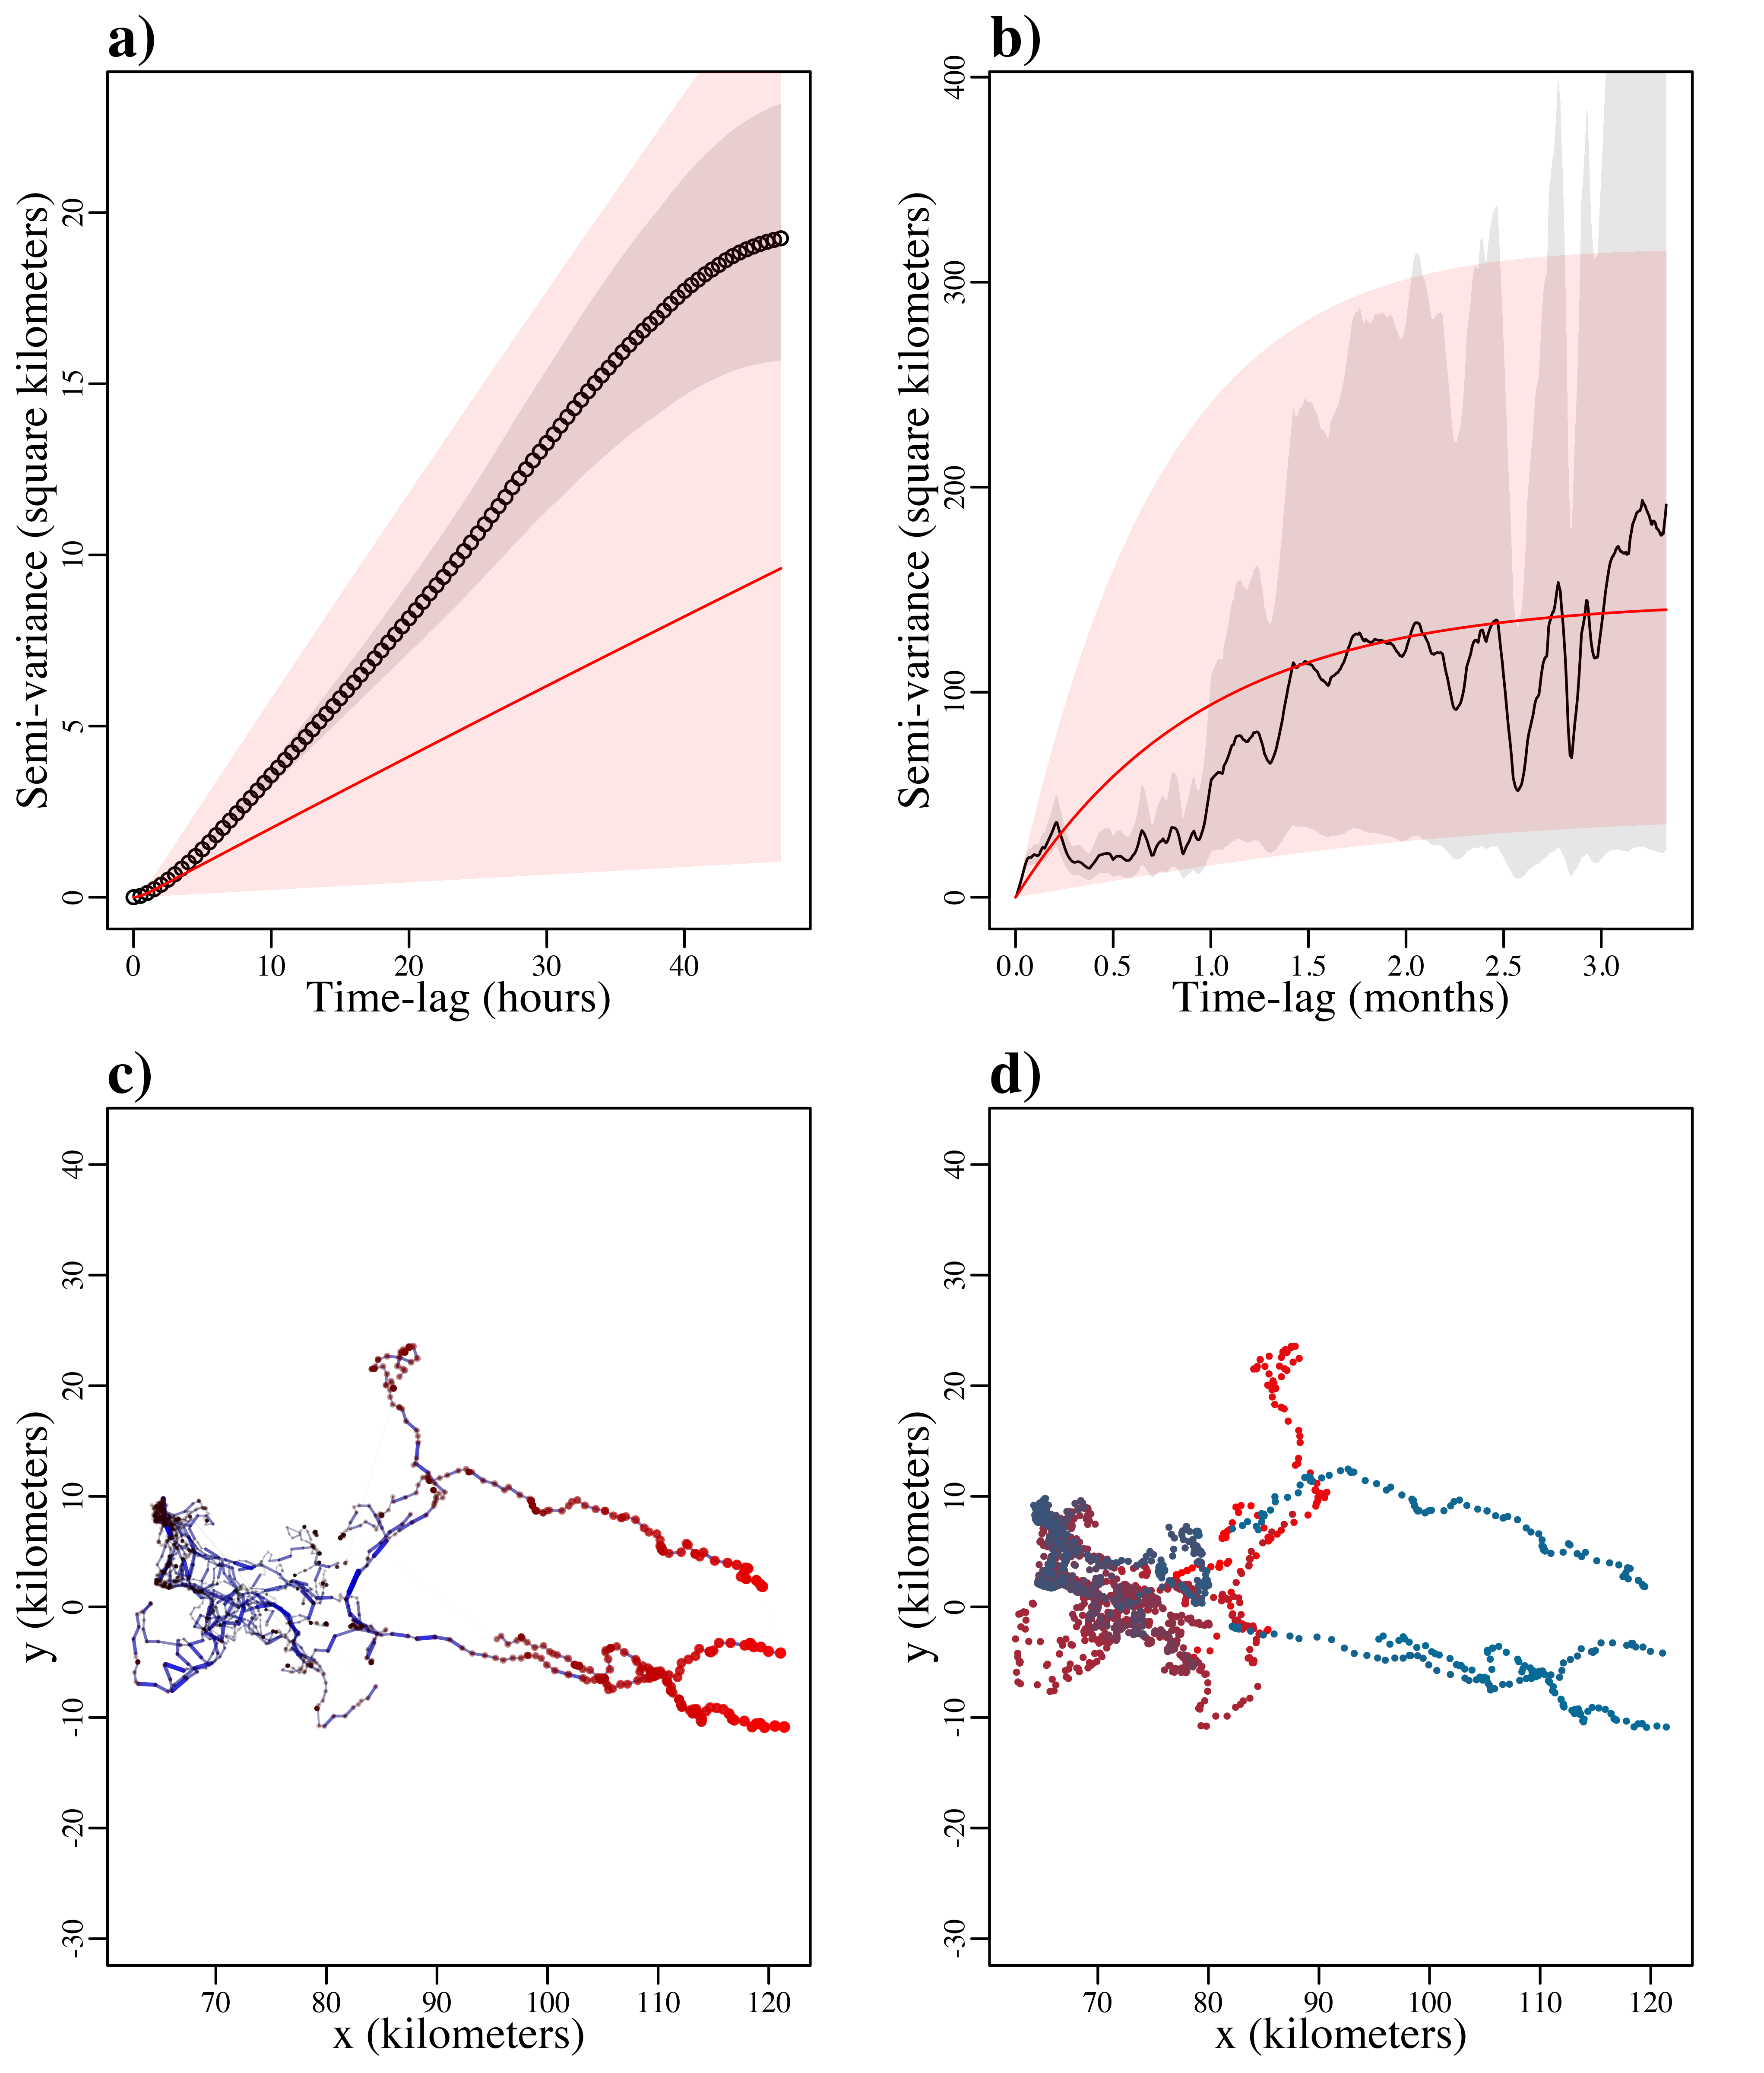 a)
Semi-variance (square kilometers)
0 5 10 15 20
0 10 20 30 40
Time-lag (hours)
b)
Semi-variance (square kilometers)
0 100 200 300 400
0.0 0.5 1.0 1.5 2.0 2.5 3.0
Time-lag (months)
c)
y (kilometers)
-30 -20 -10 0 10 20 30 40
70 80 90 100 110 120
x (kilometers)
d)
y (kilometers)
-30 -20 -10 0 10 20 30 40
70 80 90 100 110 120
x (kilometers)